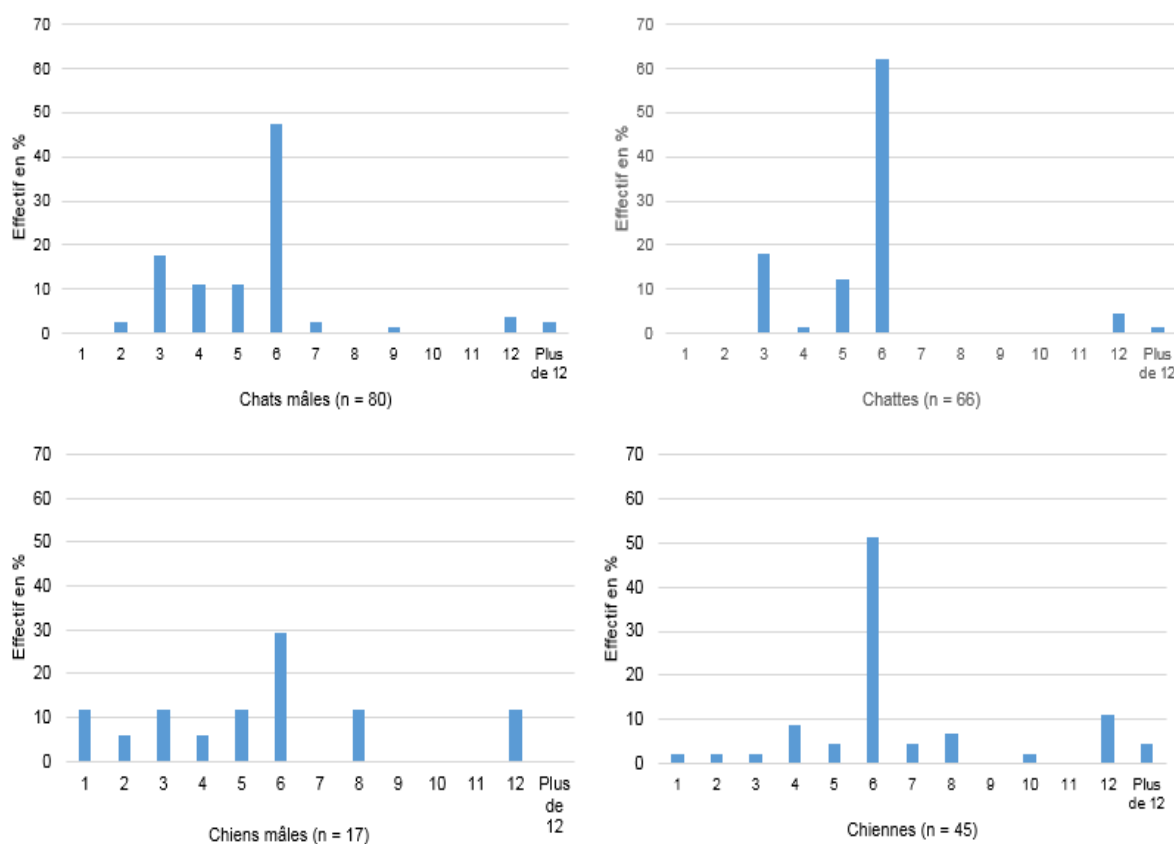 70
60
50
40
30
20
10
0
Effectif en %
1 2 3 4 5 6 7 8 9 10 11 12 Plus
de 12
Chats mâles (n = 80)
70
60
50
40
30
20
10
0
Effectif en %
1 2 3 4 5 6 7 8 9 10 11 12 Plus
de 12
Chattes (n = 66)
70
60
50
40
30
20
10
0
Effectif en %
1 2 3 4 5 6 7 8 9 10 11 12 Plus
de
12
Chiens mâles (n = 17)
70
60
50
40
30
20
10
0
Effectif en %
1 2 3 4 5 6 7 8 9 10 11 12 Plus
de 12
Chiennes (n = 45)